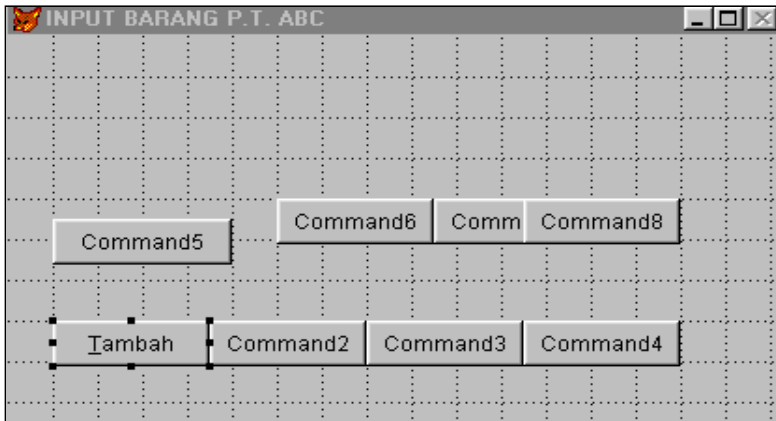 INPUT BARANG P.T. ABC
Command6 Comm Command8
Command5
Tambah Command2 Command3 Command4